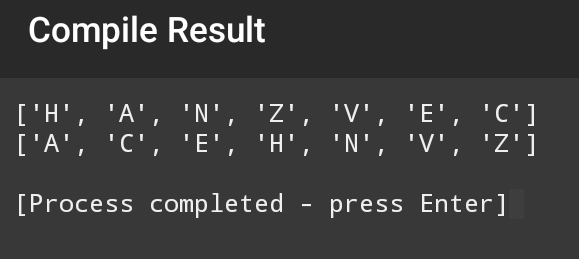 Compile Result
['H', 'A', 'N', 'Z', 'V', 'E', 'C']
['A', 'C', 'E', 'H', 'N', 'V', 'Z']
[Process completed - press Enter]